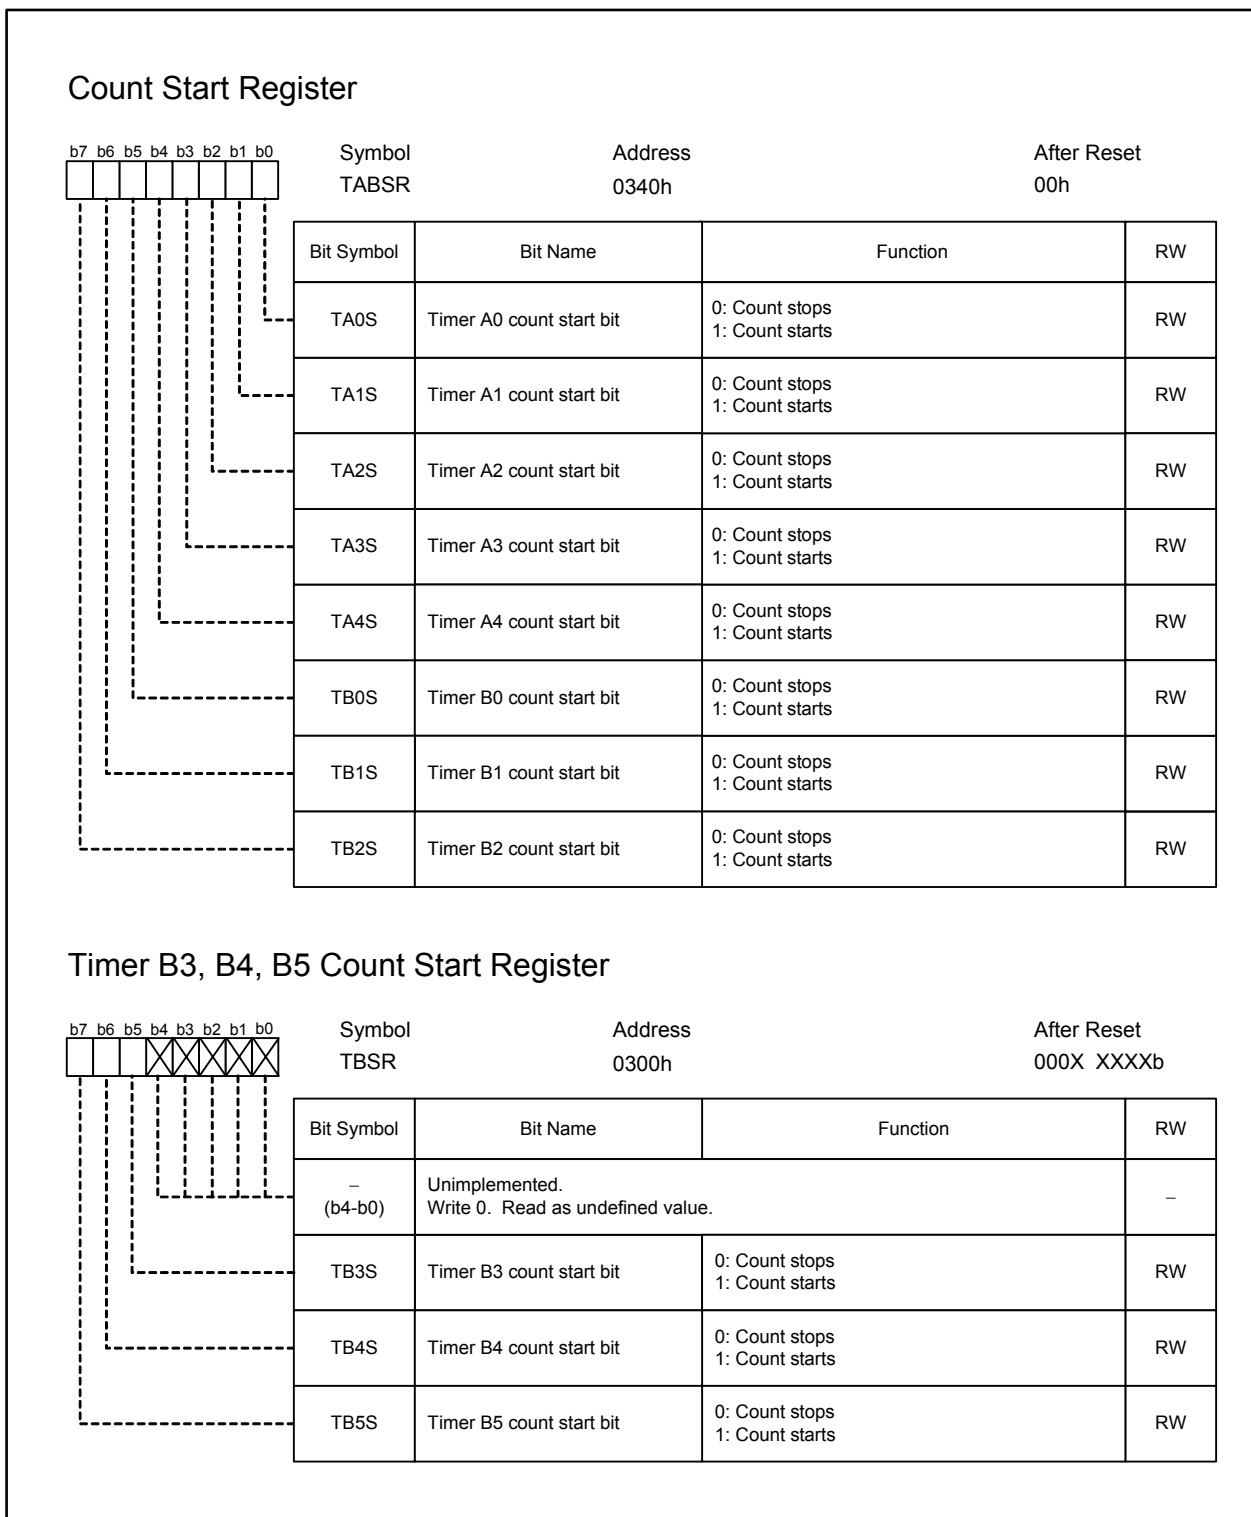 Count Start Register
b7 b6 b5 b4 b3 b2 b1 b0
Symbol Address After Reset
TABSR 0340h 00h
Bit Symbol Bit Name Function RW
TA0S Timer A0 count start bit 0: Count stops
1: Count starts RW
TA1S Timer A1 count start bit 0: Count stops
1: Count starts RW
TA2S Timer A2 count start bit 0: Count stops
1: Count starts RW
TA3S Timer A3 count start bit 0: Count stops
1: Count starts RW
TA4S Timer A4 count start bit 0: Count stops
1: Count starts RW
TB0S Timer B0 count start bit 0: Count stops
1: Count starts RW
TB1S Timer B1 count start bit 0: Count stops
1: Count starts RW
TB2S Timer B2 count start bit 0: Count stops
1: Count starts RW
Timer B3, B4, B5 Count Start Register
b7 b6 b5 b4 b3 b2 b1 b0
Symbol Address After Reset
TBSR 0300h 000X XXXXb
Bit Symbol Bit Name Function RW
–
(b4-b0) Unimplemented.
Write 0. Read as undefined value. –
TB3S Timer B3 count start bit 0: Count stops
1: Count starts RW
TB4S Timer B4 count start bit 0: Count stops
1: Count starts RW
TB5S Timer B5 count start bit 0: Count stops
1: Count starts RW